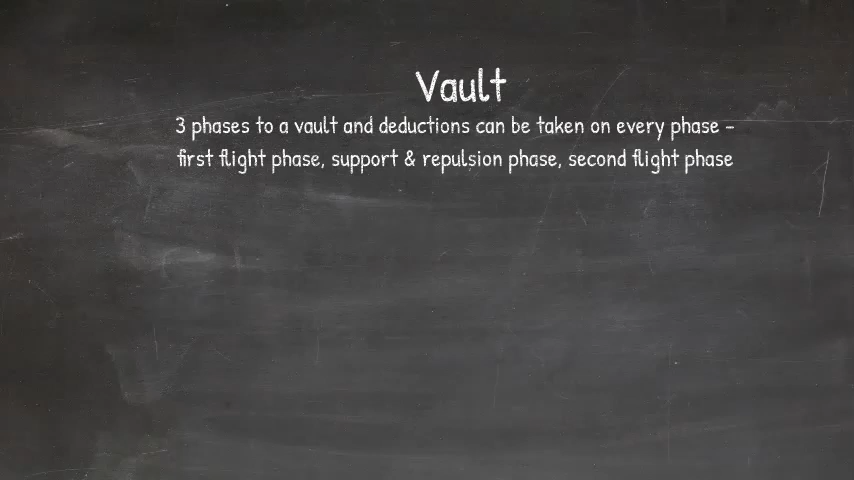 Vault
3 phases to a vault and deductions can be taken on every phase -
first flight phase, support & repulsion phase, second flight phase